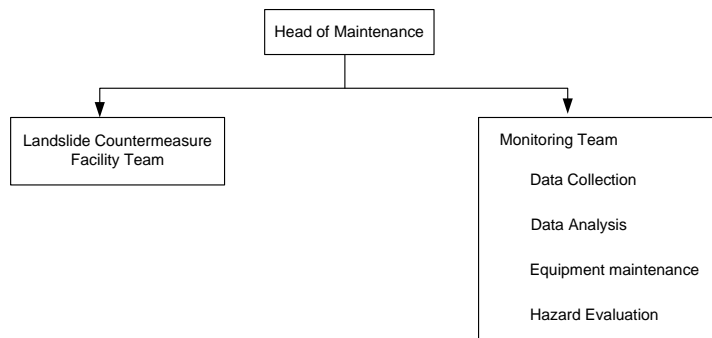 Head of Maintenance
Landslide Countermeasure
Facility Team
Monitoring Team
Data Collection
Data Analysis
Equipment maintenance
Hazard Evaluation